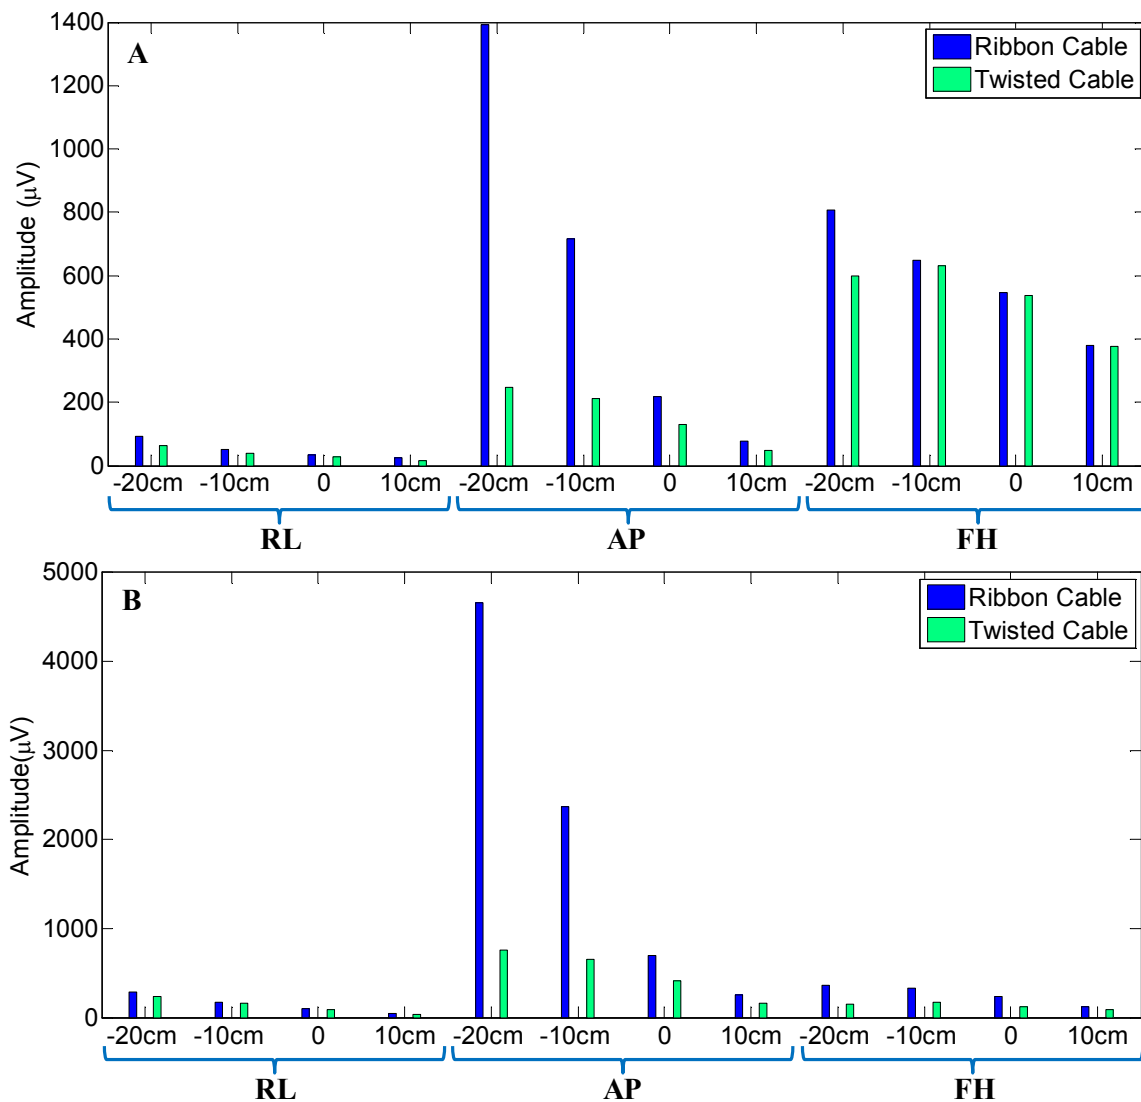 A
Ribbon Cable
Twisted Cable
Amplitude (μV)
1400
1200
1000
800
600
400
200
0
-20cm -10cm 0 10cm -20cm -10cm 0 10cm -20cm -10cm 0 10cm
RL AP FH
B
Ribbon Cable
Twisted Cable
Amplitude(μV)
5000
4000
3000
2000
1000
0
-20cm -10cm 0 10cm -20cm -10cm 0 10cm -20cm -10cm 0 10cm
RL AP FH